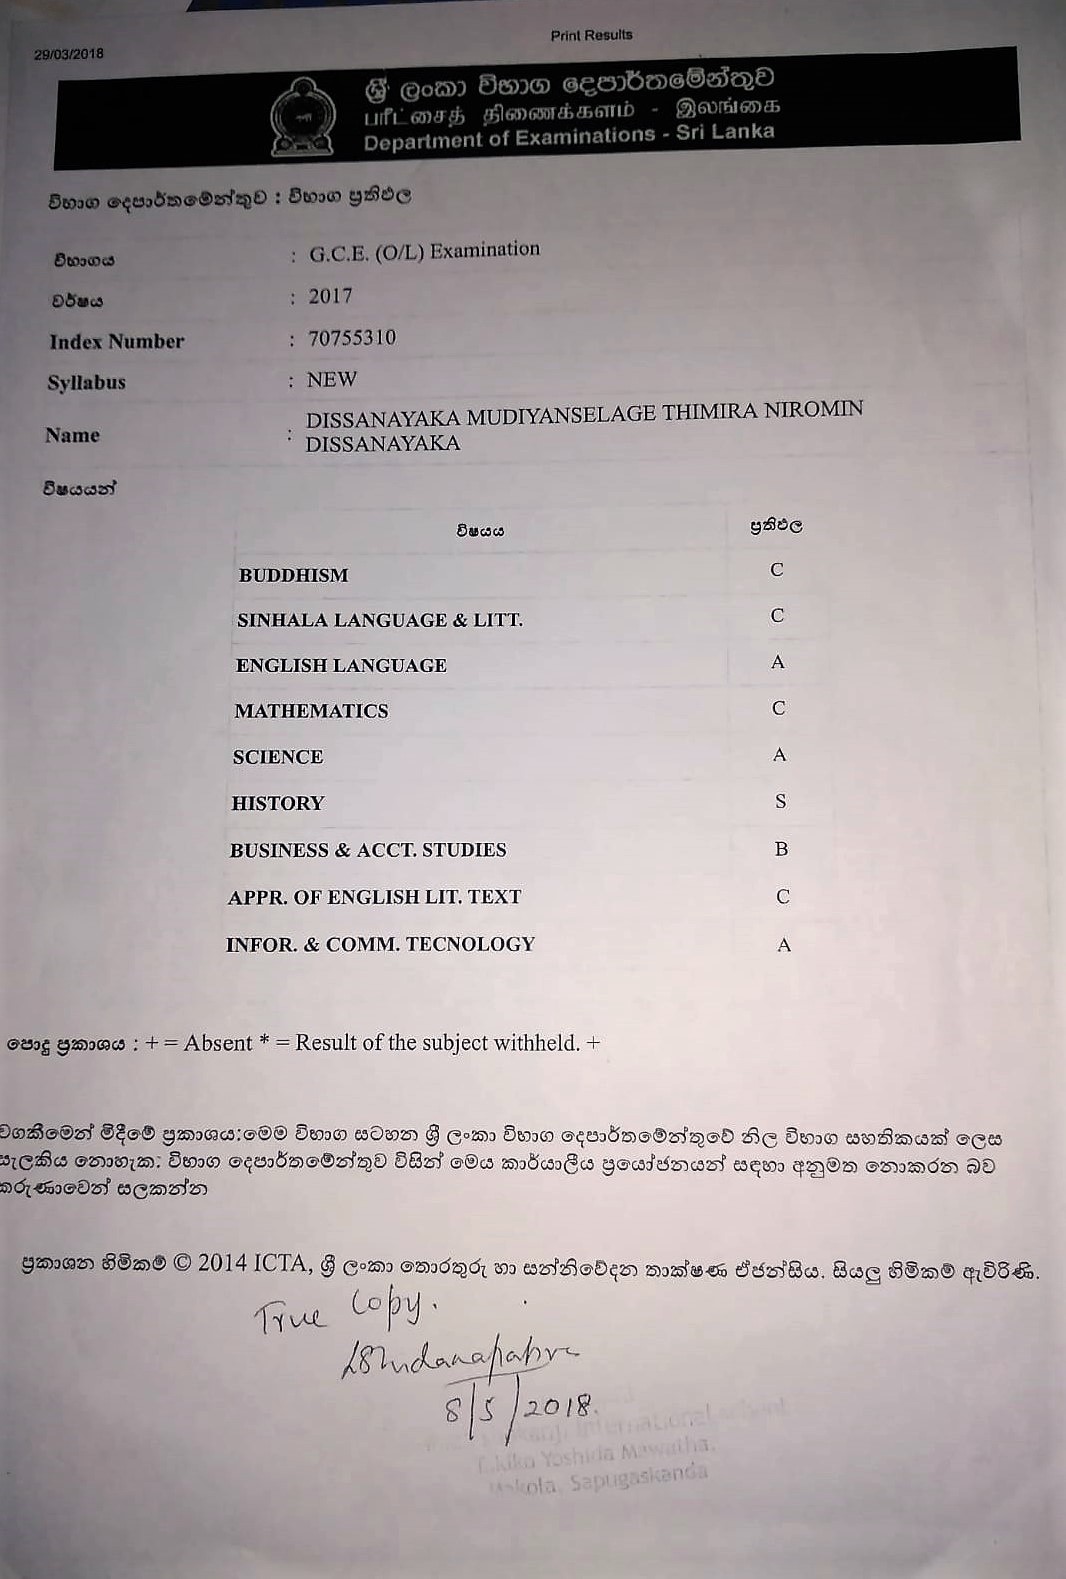 Print Results
29/03/2018
ශ්‍රී ලංකා විභාග දෙපාර්තමේන්තුව
பரீட்சைத் திணைக்களம் - இலங்கை
Department of Examinations - Sri Lanka
විභාග දෙපාර්තමේන්තුව : විභාග ප්‍රතිඵල
විභාගය : G.C.E. (O/L) Examination
වර්ෂය : 2017
Index Number : 70755310
Syllabus : NEW
Name : DISSANAYAKA MUDIYANSELAGE THIMIRA NIROMIN
DISSANAYAKA
විෂයයන්
විෂයය ප්‍රතිඵල
BUDDHISM C
SINHALA LANGUAGE & LITT. C
ENGLISH LANGUAGE A
MATHEMATICS C
SCIENCE A
HISTORY S
BUSINESS & ACCT. STUDIES B
APPR. OF ENGLISH LIT. TEXT C
INFOR. & COMM. TECNOLOGY A
පොදු ප්‍රකාශය : + = Absent * = Result of the subject withheld. +
වගකීමෙන් මිදීමේ ප්‍රකාශය:මෙම විභාග සටහන ශ්‍රී ලංකා විභාග දෙපාර්තමේන්තුවේ නිල විභාග සහතිකයක් ලෙස
සැලකිය නොහැක. විභාග දෙපාර්තමේන්තුව විසින් මෙය කාර්යාලීය ප්‍රයෝජනයන් සඳහා අනුමත නොකරන බව
කරුණාවෙන් සලකන්න
ප්‍රකාශන හිමිකම් © 2014 ICTA, ශ්‍රී ලංකා තොරතුරු හා සන්නිවේදන තාක්ෂණ ඒජන්සිය. සියලු හිමිකම් ඇවිරිණි.
True Copy.
8/5/2018.
International School
Yoshida Mawatha,
Makola, Sapugaskanda